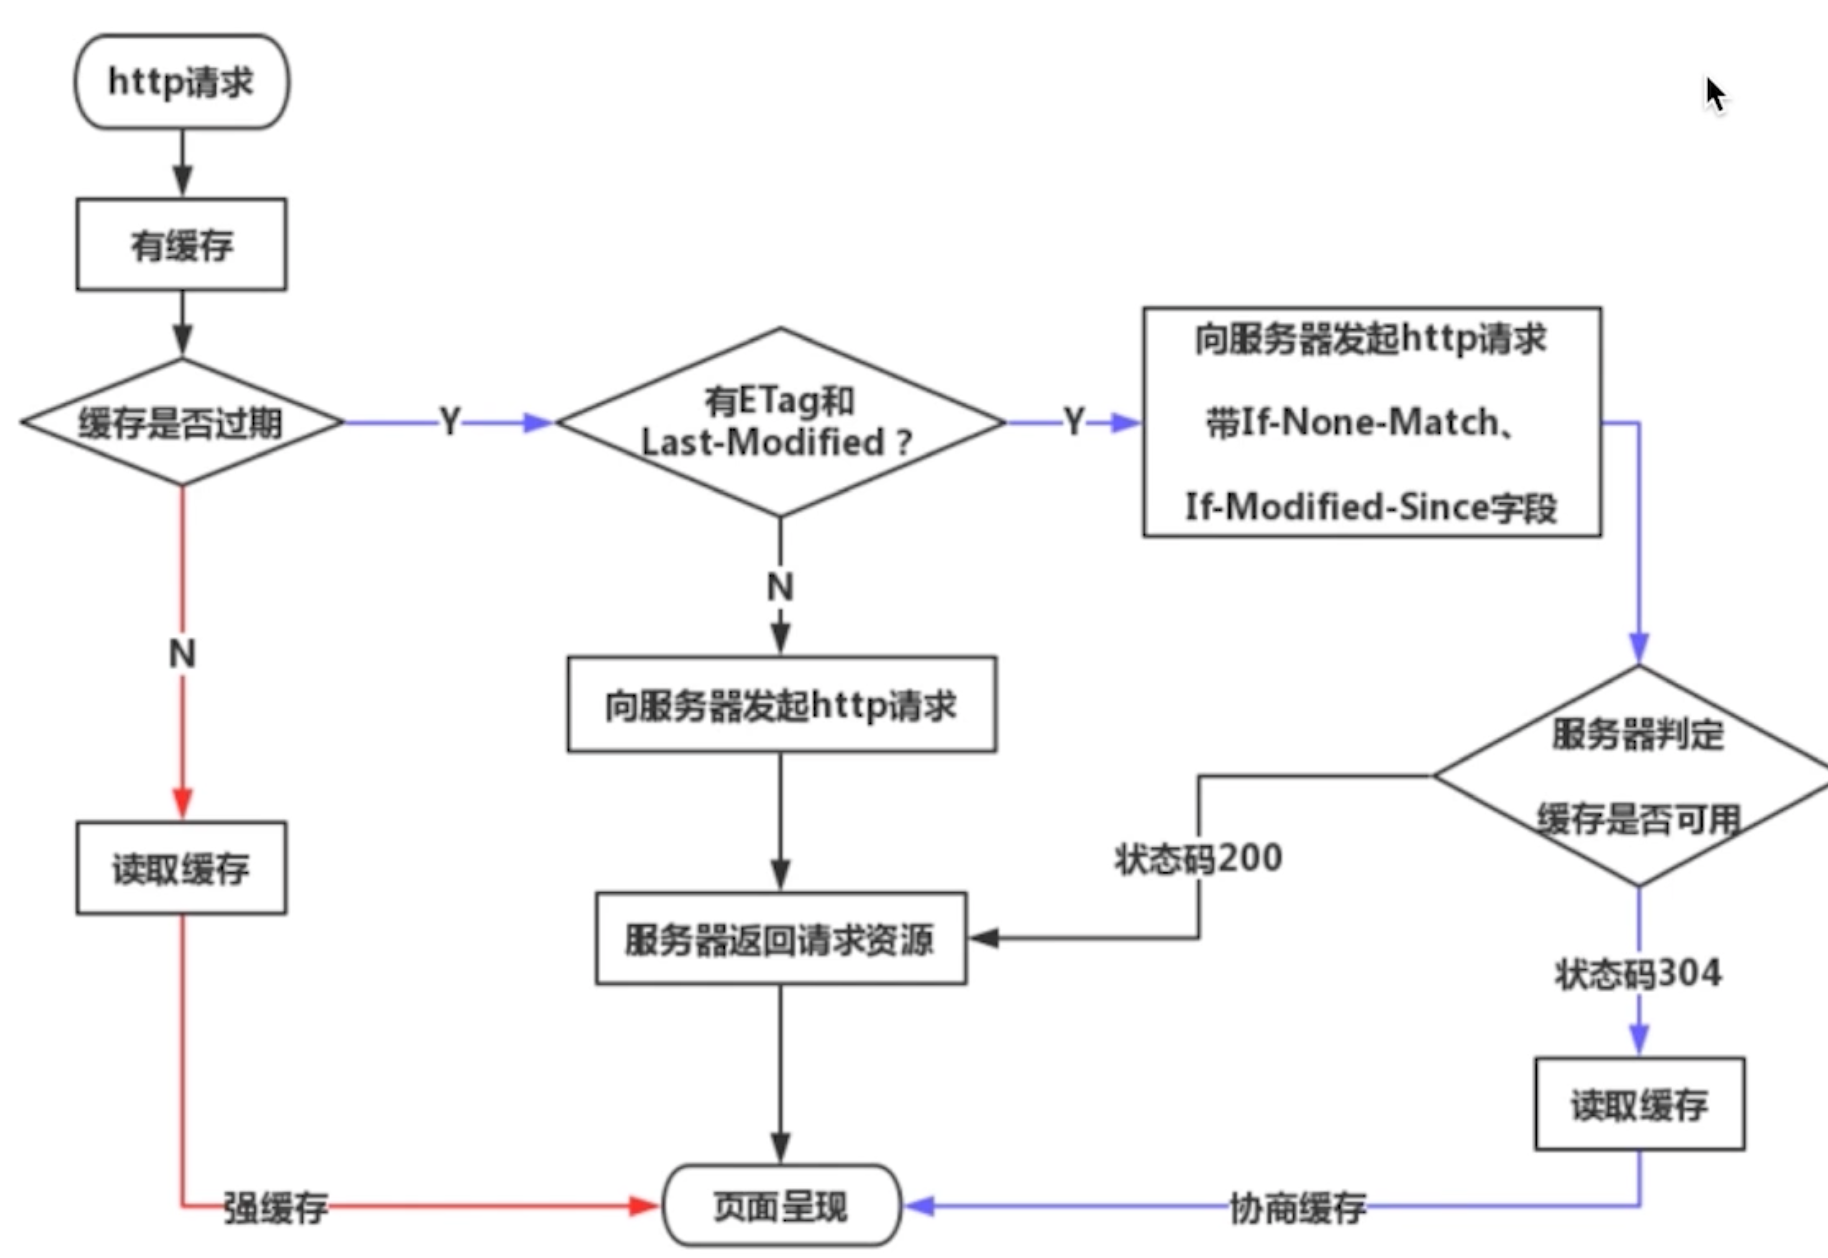 http请求
有缓存
缓存是否过期
Y
有ETag和
Last-Modified？
Y
向服务器发起http请求
带If-None-Match、
If-Modified-Since字段
N
N
向服务器发起http请求
服务器判定
缓存是否可用
状态码200
读取缓存
服务器返回请求资源
状态码304
读取缓存
强缓存
页面呈现
协商缓存